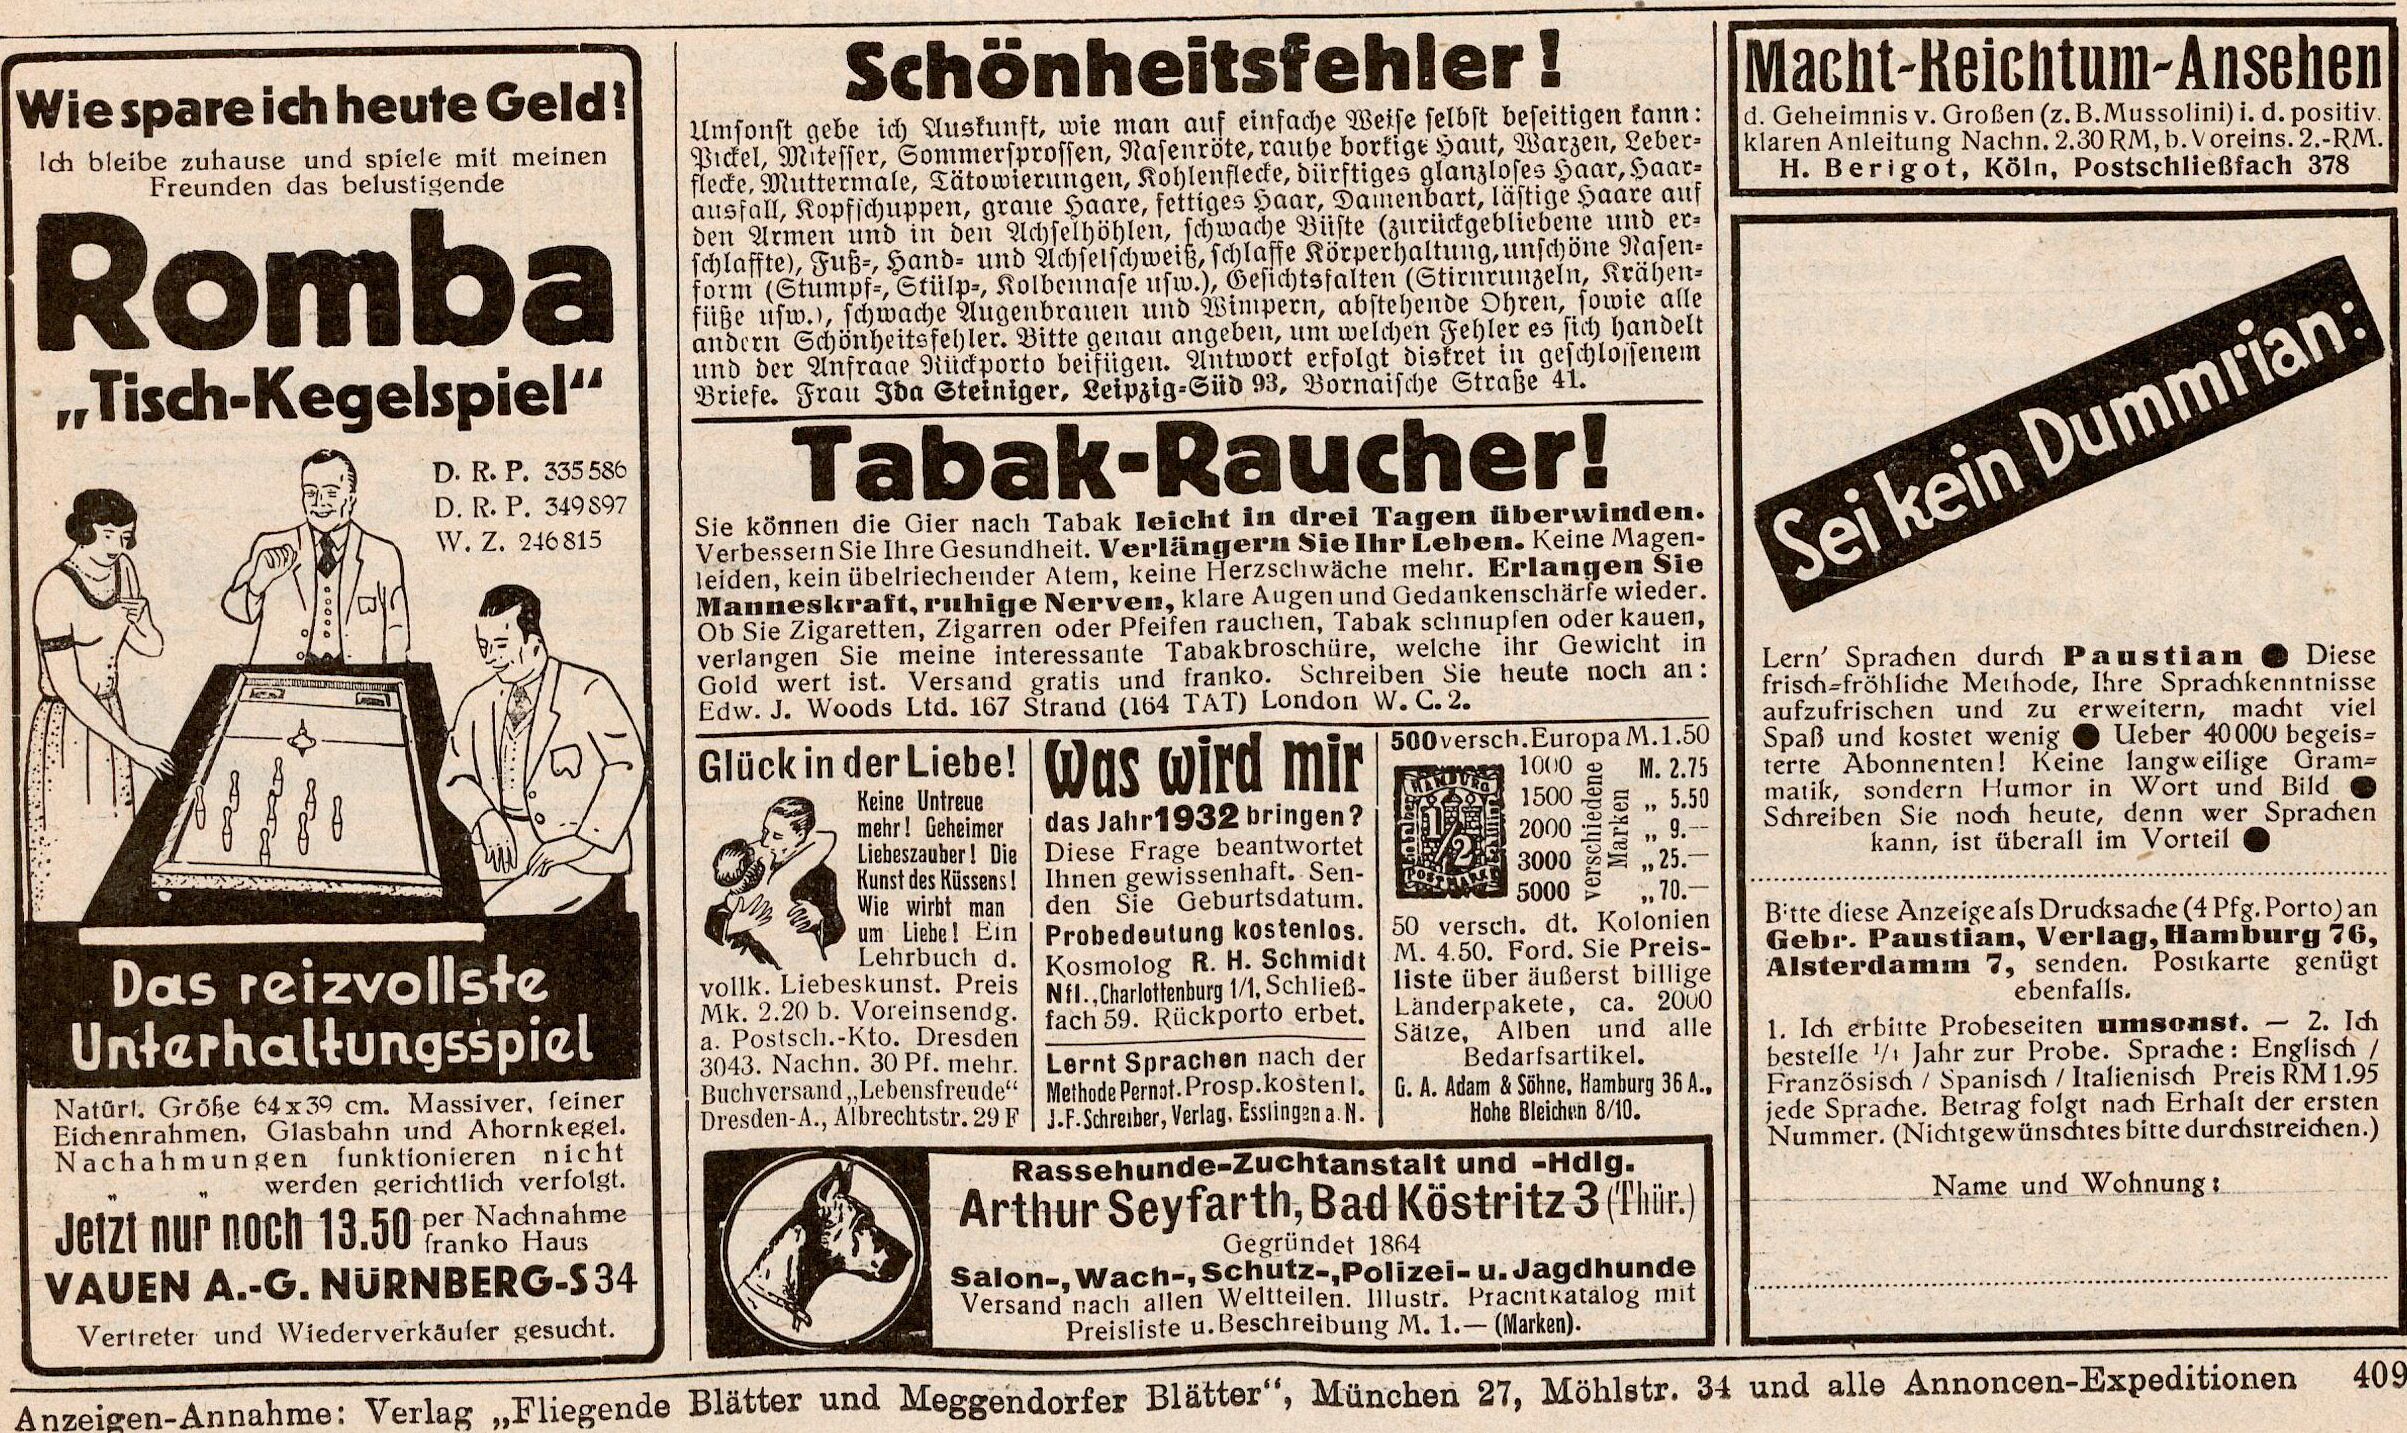 Wie spare ich heute Geld?
Ich bleibe zuhause und spiele mit meinen
Freunden das belustigende
Romba
„Tisch-Kegelspiel“
D. R. P. 335586
D. R. P. 349897
W. Z. 246815
Das reizvollste
Unterhaltungsspiel
Natürl. Größe 64x39 cm. Massiver, feiner
Eichenrahmen, Glasbahn und Ahornkegel.
Nachahmungen funktionieren nicht
„ „ werden gerichtlich verfolgt.
Jetzt nur noch 13.50 per Nachnahme
franko Haus
VAUEN A.-G. NÜRNBERG-S 34
Vertreter und Wiederverkäufer gesucht.
Schönheitsfehler!
Umsonst gebe ich Auskunft, wie man auf einfache Weise selbst beseitigen kann:
Pickel, Mitesser, Sommersprossen, Nasenröte, rauhe borkige Haut, Warzen, Leber-
flecke, Muttermale, Tätowierungen, Kohlenflecke, dürftiges glanzloses Haar, Haar-
ausfall, Kopfschuppen, graue Haare, fettiges Haar, Damenbart, lästige Haare auf
den Armen und in den Achselhöhlen, schwache Büste (zurückgebliebene und er-
schlaffte), Fuß-, Hand- und Achselschweiß, schlaffe Körperhaltung, unschöne Nasen-
form (Stumpf-, Stülp-, Kolbennase usw.), Gesichtsfalten (Stirnrunzeln, Krähen-
füße usw.), schwache Augenbrauen und Wimpern, abstehende Ohren, sowie alle
andern Schönheitsfehler. Bitte genau angeben, um welchen Fehler es sich handelt
und der Anfrage Rückporto beifügen. Antwort erfolgt diskret in geschlossenem
Briefe. Frau Ida Steiniger, Leipzig-Süd 93, Bornaische Straße 41.
Tabak-Raucher!
Sie können die Gier nach Tabak leicht in drei Tagen überwinden.
Verbessern Sie Ihre Gesundheit. Verlängern Sie Ihr Leben. Keine Magen-
leiden, kein übelriechender Atem, keine Herzschwäche mehr. Erlangen Sie
Manneskraft, ruhige Nerven, klare Augen und Gedankenschärfe wieder.
Ob Sie Zigaretten, Zigarren oder Pfeifen rauchen, Tabak schnupfen oder kauen,
verlangen Sie meine interessante Tabakbroschüre, welche ihr Gewicht in
Gold wert ist. Versand gratis und franko. Schreiben Sie heute noch an:
Edw. J. Woods Ltd. 167 Strand (164 TAT) London W. C. 2.
Glück in der Liebe!
Keine Untreue
mehr! Geheimer
Liebeszauber! Die
Kunst des Küssens!
Wie wirbt man
um Liebe! Ein
Lehrbuch d.
vollk. Liebeskunst. Preis
Mk. 2.20 b. Voreinsendg.
a. Postsch.-Kto. Dresden
3043. Nachn. 30 Pf. mehr.
Buchversand „Lebensfreude“
Dresden-A., Albrechtstr. 29 F
Was wird mir
das Jahr 1932 bringen?
Diese Frage beantwortet
Ihnen gewissenhaft. Sen-
den Sie Geburtsdatum.
Probedeutung kostenlos.
Kosmolog R. H. Schmidt
Nfl., Charlottenburg 1/1, Schließ-
fach 59. Rückporto erbet.
Lernt Sprachen nach der
Methode Pernot. Prosp. kostenl.
J. F. Schreiber, Verlag, Esslingen a. N.
500 versch. Europa M. 1.50
1000 M. 2.75
1500 „ 5.50
2000 „ 9.—
3000 „ 25.—
5000 „ 70.—
verschiedene
Marken
HAMBURG
1/2
POSTMARKE
50 versch. dt. Kolonien
M. 4.50. Ford. Sie Preis-
liste über äußerst billige
Länderpakete, ca. 2000
Sätze, Alben und alle
Bedarfsartikel.
G. A. Adam & Söhne, Hamburg 36 A.,
Hohe Bleichen 8/10.
Rassehunde-Zuchtanstalt und -Hdlg.
Arthur Seyfarth, Bad Köstritz 3 (Thür.)
Gegründet 1864
Salon-, Wach-, Schutz-, Polizei- u. Jagdhunde
Versand nach allen Weltteilen. Illustr. Prachtkatalog mit
Preisliste u. Beschreibung M. 1.— (Marken).
Macht-Reichtum-Ansehen
d. Geheimnis v. Großen (z. B. Mussolini) i. d. positiv.
klaren Anleitung Nachn. 2.30 RM, b. Voreins. 2.-RM.
H. Berigot, Köln, Postschließfach 378
Sei kein Dummrian:
Lern' Sprachen durch Paustian ● Diese
frisch-fröhliche Methode, Ihre Sprachkenntnisse
aufzufrischen und zu erweitern, macht viel
Spaß und kostet wenig ● Ueber 40000 begeis-
terte Abonnenten! Keine langweilige Gram-
matik, sondern Humor in Wort und Bild ●
Schreiben Sie noch heute, denn wer Sprachen
kann, ist überall im Vorteil ●
Bitte diese Anzeige als Drucksache (4 Pfg. Porto) an
Gebr. Paustian, Verlag, Hamburg 76,
Alsterdamm 7, senden. Postkarte genügt
ebenfalls.
1. Ich erbitte Probeseiten umsonst. — 2. Ich
bestelle 1/1 Jahr zur Probe. Sprache: Englisch /
Französisch / Spanisch / Italienisch Preis RM 1.95
jede Sprache. Betrag folgt nach Erhalt der ersten
Nummer. (Nichtgewünschtes bitte durchstreichen.)
Name und Wohnung:
Anzeigen-Annahme: Verlag „Fliegende Blätter und Meggendorfer Blätter“, München 27, Möhlstr. 34 und alle Annoncen-Expeditionen 409